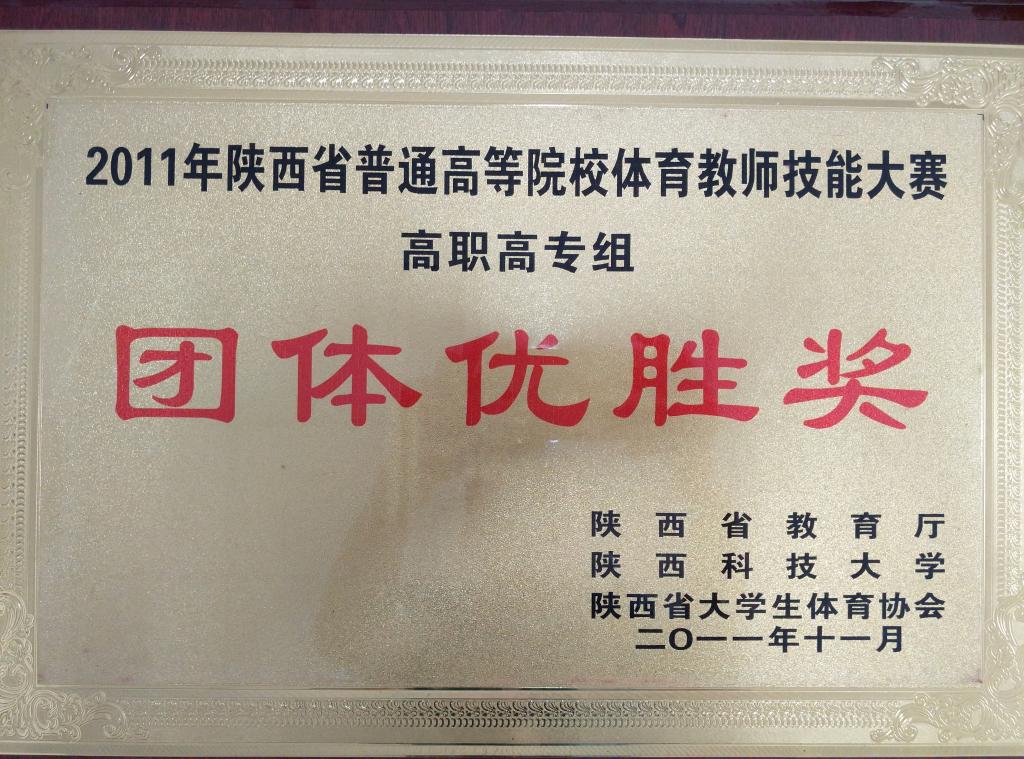 2011年陕西省普通高等院校体育教师技能大赛
高职高专组
团体优胜奖
陕西省教育厅
陕西科技大学
陕西省大学生体育协会
二〇一一年十一月